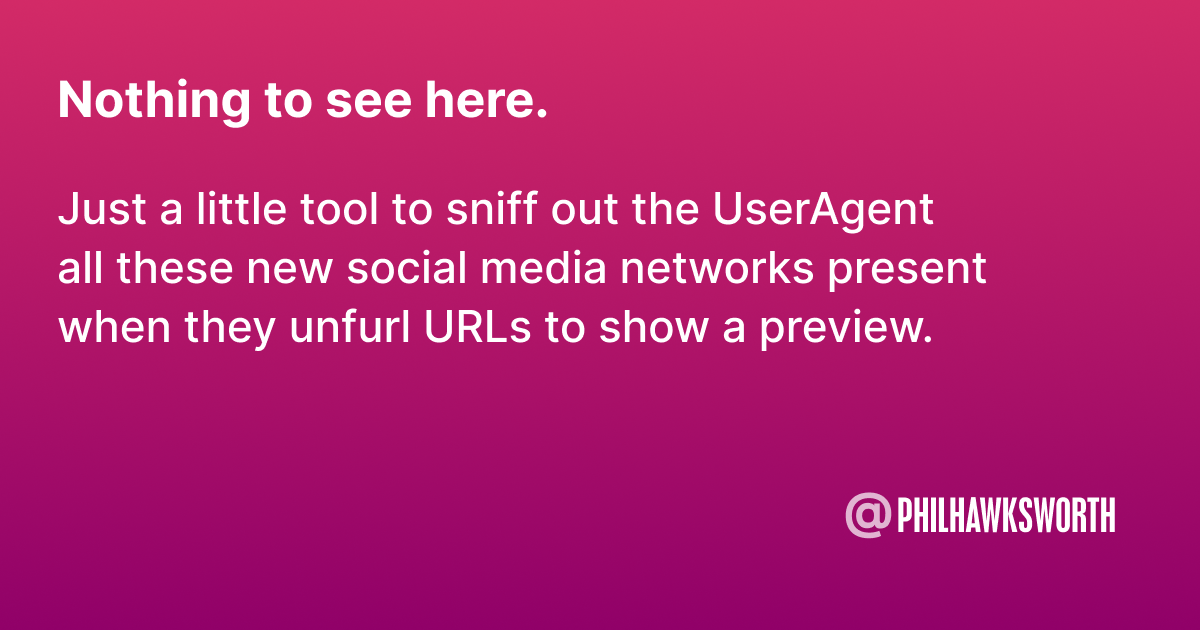 Nothing to see here.
Just a little tool to sniff out the UserAgent
all these new social media networks present
when they unfurl URLs to show a preview.
@PHILHAWKSWORTH